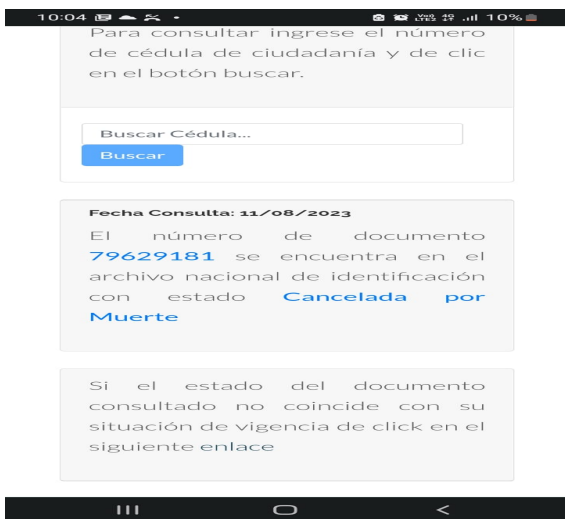 10:04
VoLTE2 4G .ıl 10%
Para consultar ingrese el número
de cédula de ciudadanía y de clic
en el botón buscar.
Buscar Cédula...
Buscar
Fecha Consulta: 11/08/2023
El número de documento
79629181 se encuentra en el
archivo nacional de identificación
con estado Cancelada por
Muerte
Si el estado del documento
consultado no coincide con su
situación de vigencia de click en el
siguiente enlace